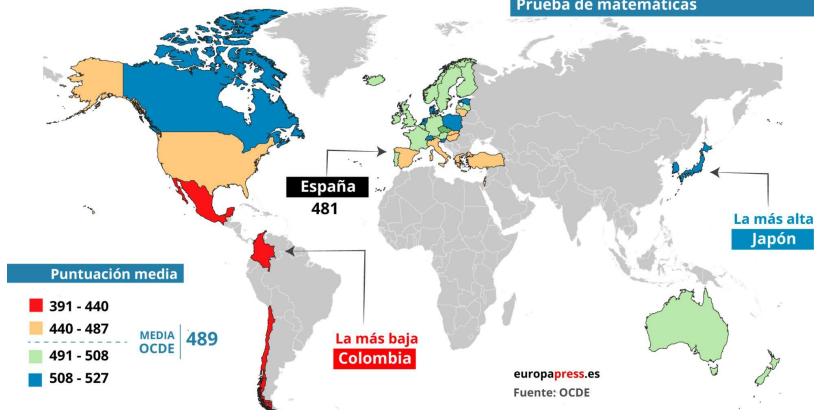 Prueba de matemáticas
España
481
La más alta
Japón
Puntuación media
391 - 440
440 - 487
MEDIA
OCDE
489
491 - 508
508 - 527
La más baja
Colombia
europapress.es
Fuente: OCDE